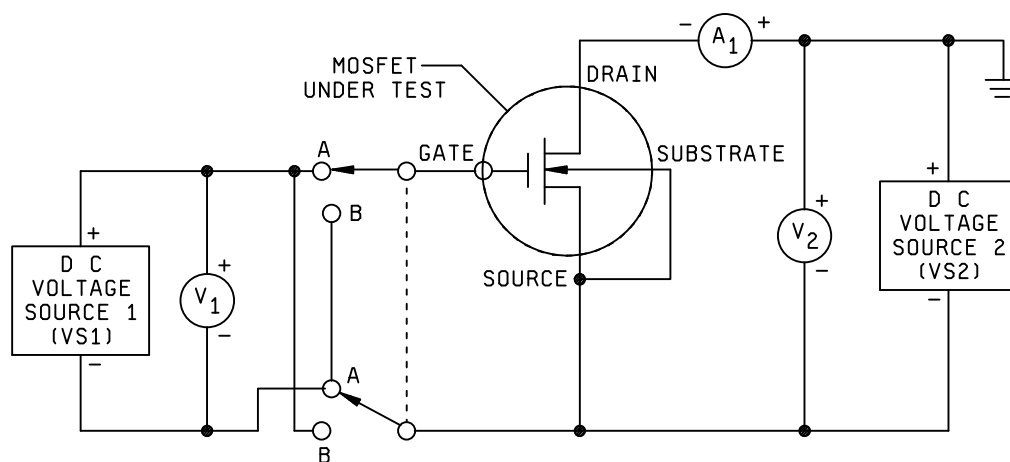 - A1 +
MOSFET
UNDER TEST
DRAIN
A
GATE
SUBSTRATE
B
+
D C
VOLTAGE
SOURCE 1
(VS1)
-
+
V1
-
SOURCE
+
V2
-
+
D C
VOLTAGE
SOURCE 2
(VS2)
-
A
B